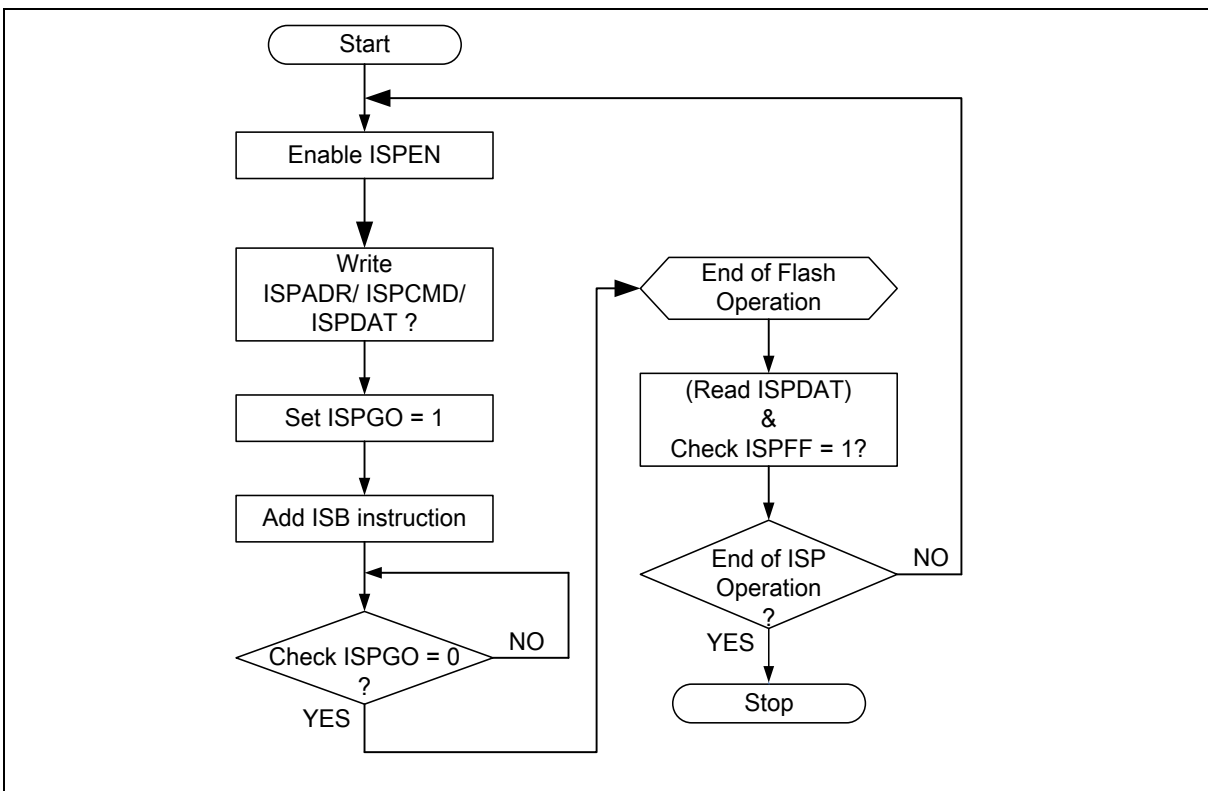 Start
Enable ISPEN
Write
ISPADR/ ISPCMD/
ISPDAT ?
Set ISPGO = 1
Add ISB instruction
Check ISPGO = 0
?
NO
YES
End of Flash
Operation
(Read ISPDAT)
&
Check ISPFF = 1?
End of ISP
Operation
?
NO
YES
Stop